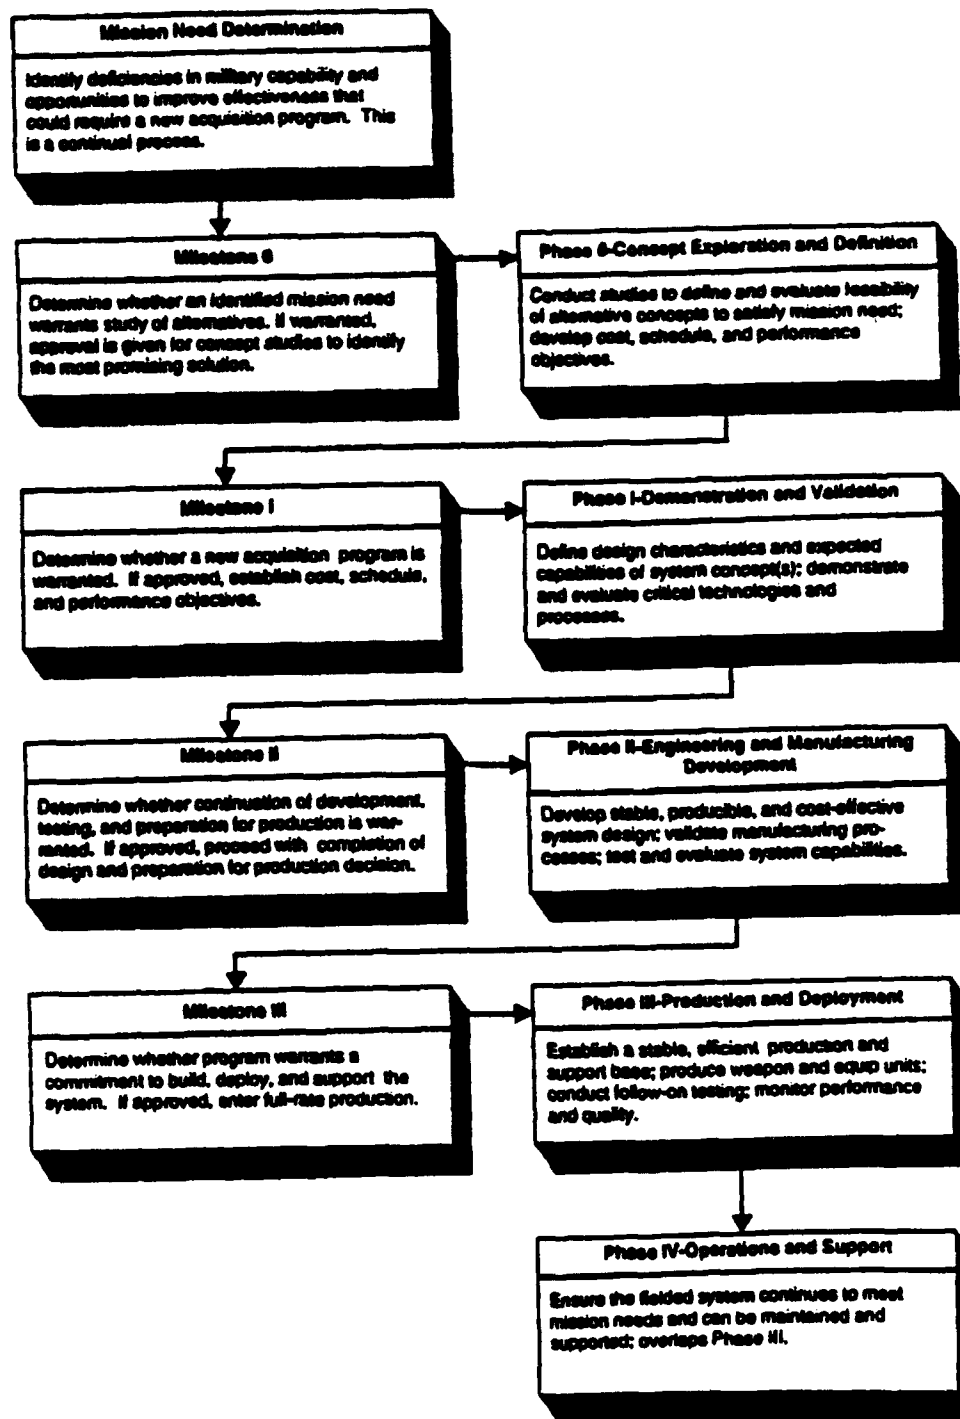 Mission Need Determination
Identify deficiencies in military capability and
opportunities to improve effectiveness that
could require a new acquisition program. This
is a continual process.
Milestone 0
Determine whether an identified mission need
warrants study of alternatives. If warranted,
approval is given for concept studies to identify
the most promising solution.
Phase 0-Concept Exploration and Definition
Conduct studies to define and evaluate feasibility
of alternative concepts to satisfy mission need;
develop cost, schedule, and performance
objectives.
Milestone I
Determine whether a new acquisition program is
warranted. If approved, establish cost, schedule,
and performance objectives.
Phase I-Demonstration and Validation
Define design characteristics and expected
capabilities of system concept(s); demonstrate
and evaluate critical technologies and
processes.
Milestone II
Determine whether continuation of development,
testing, and preparation for production is war-
ranted. If approved, proceed with completion of
design and preparation for production decision.
Phase II-Engineering and Manufacturing
Development
Develop stable, producible, and cost-effective
system design; validate manufacturing pro-
cesses; test and evaluate system capabilities.
Milestone III
Determine whether program warrants a
commitment to build, deploy, and support the
system. If approved, enter full-rate production.
Phase III-Production and Deployment
Establish a stable, efficient production and
support base; produce weapon and equip units;
conduct follow-on testing; monitor performance
and quality.
Phase IV-Operations and Support
Ensure the fielded system continues to meet
mission needs and can be maintained and
supported; overlaps Phase III.